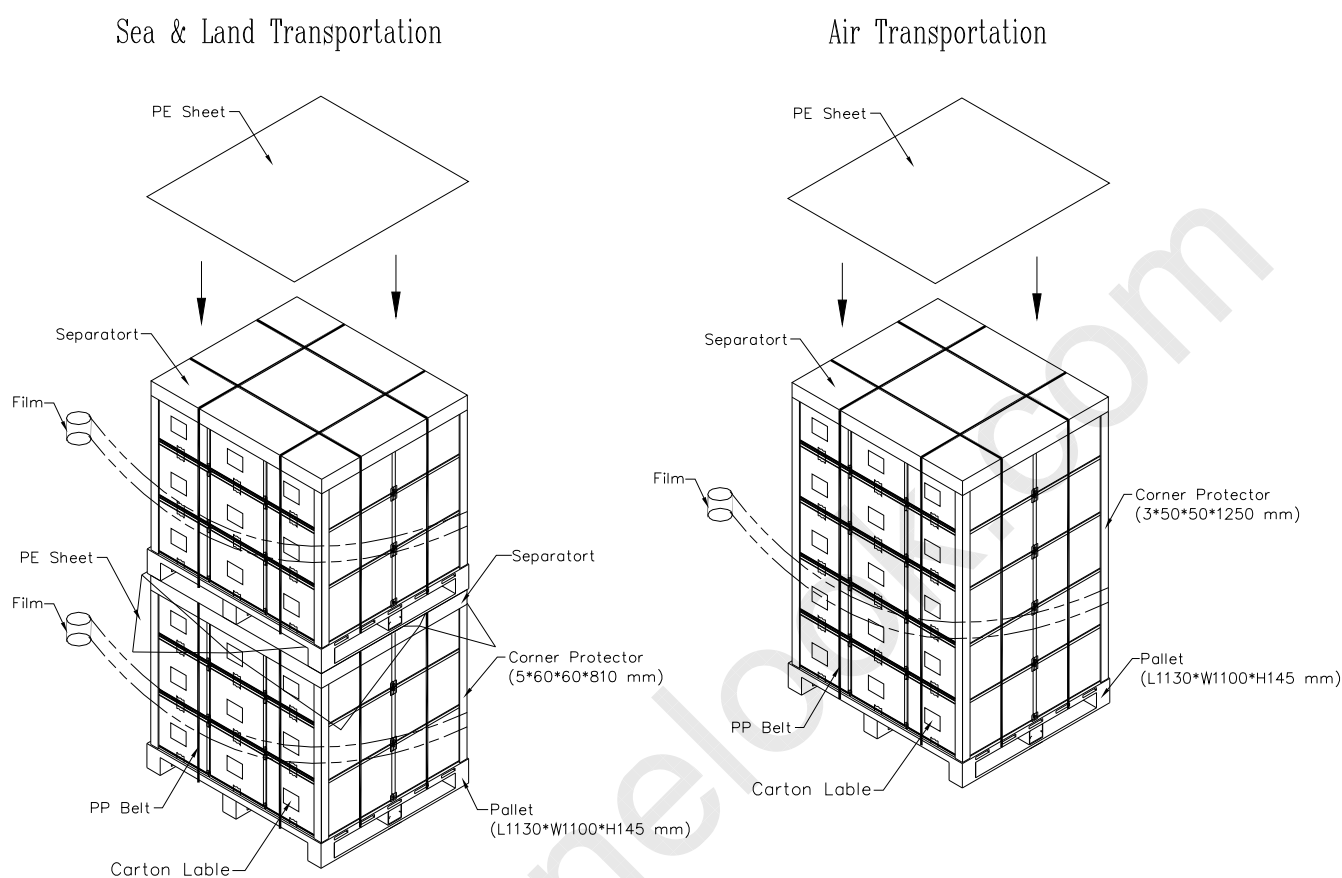 Sea & Land Transportation
PE Sheet
Separatort
Film
PE Sheet
Film
Separatort
Corner Protector
(5*60*60*810 mm)
PP Belt
Pallet
(L1130*W1100*H145 mm)
Carton Lable
Air Transportation
PE Sheet
Separatort
Film
Corner Protector
(3*50*50*1250 mm)
Pallet
(L1130*W1100*H145 mm)
PP Belt
Carton Lable
nelook.com